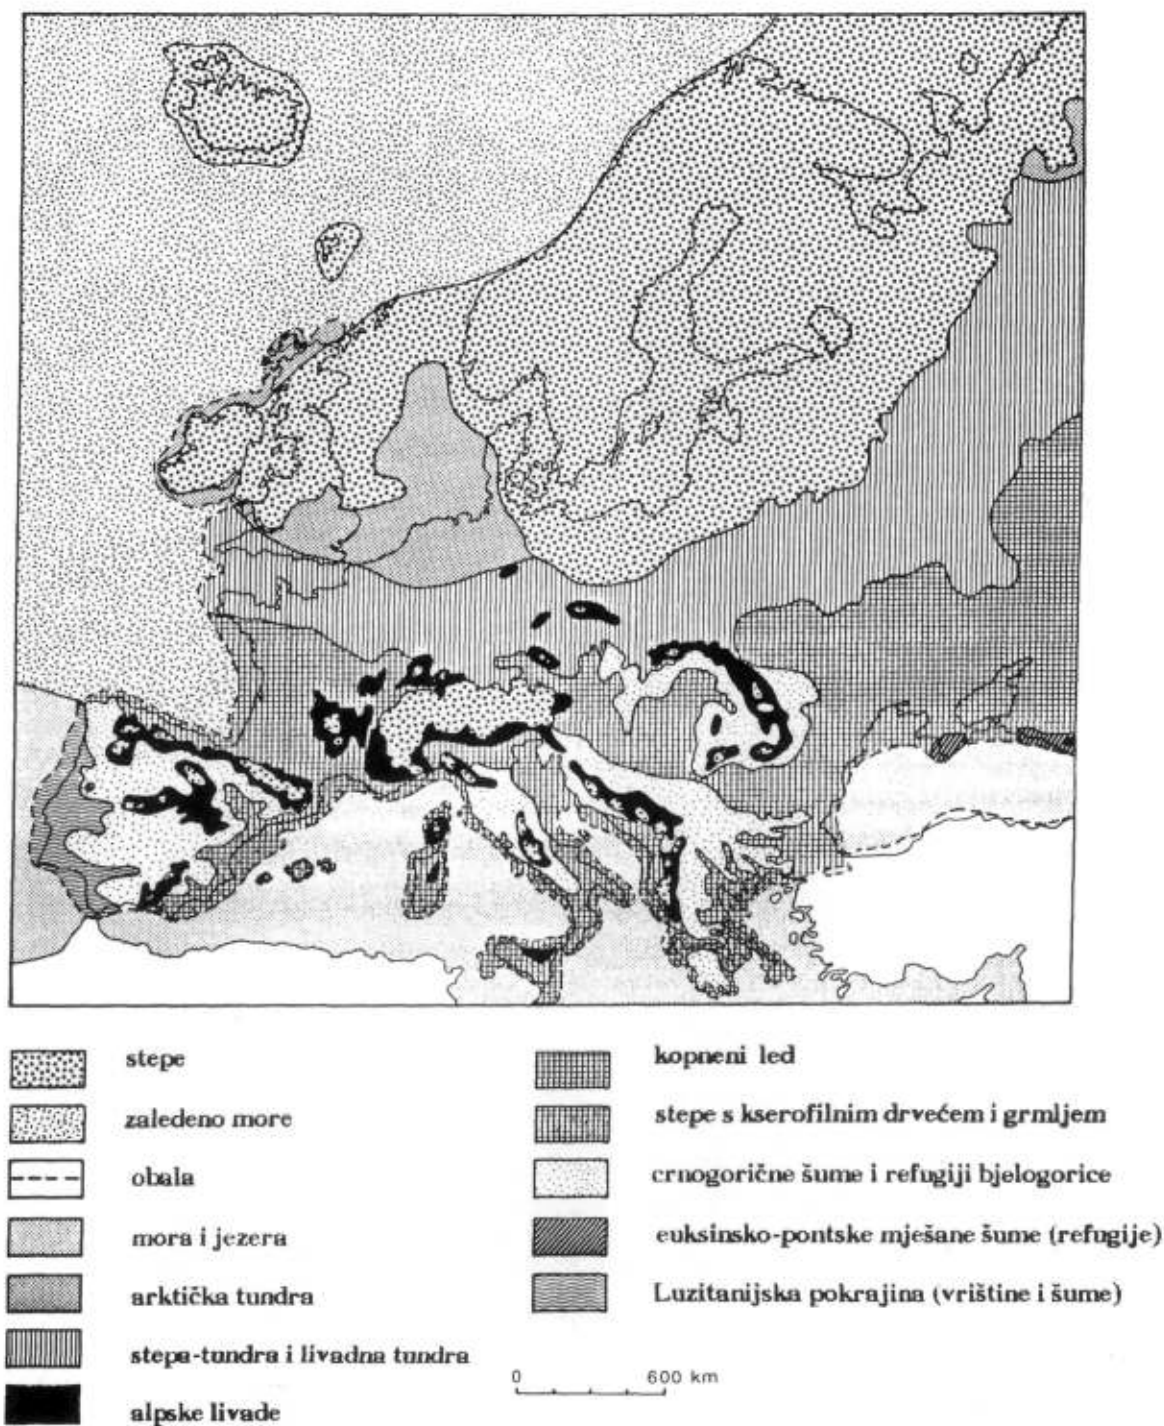 stepe
zaleđeno more
obala
mora i jezera
arktička tundra
stepa-tundra i livadna tundra
alpske livade
kopneni led
stepe s kserofilnim drvećem i grmljem
crnogorične šume i refugiji bjelogorice
euksinsko-pontske mješane šume (refugije)
Luzitanijska pokrajina (vrištine i šume)
0 600 km